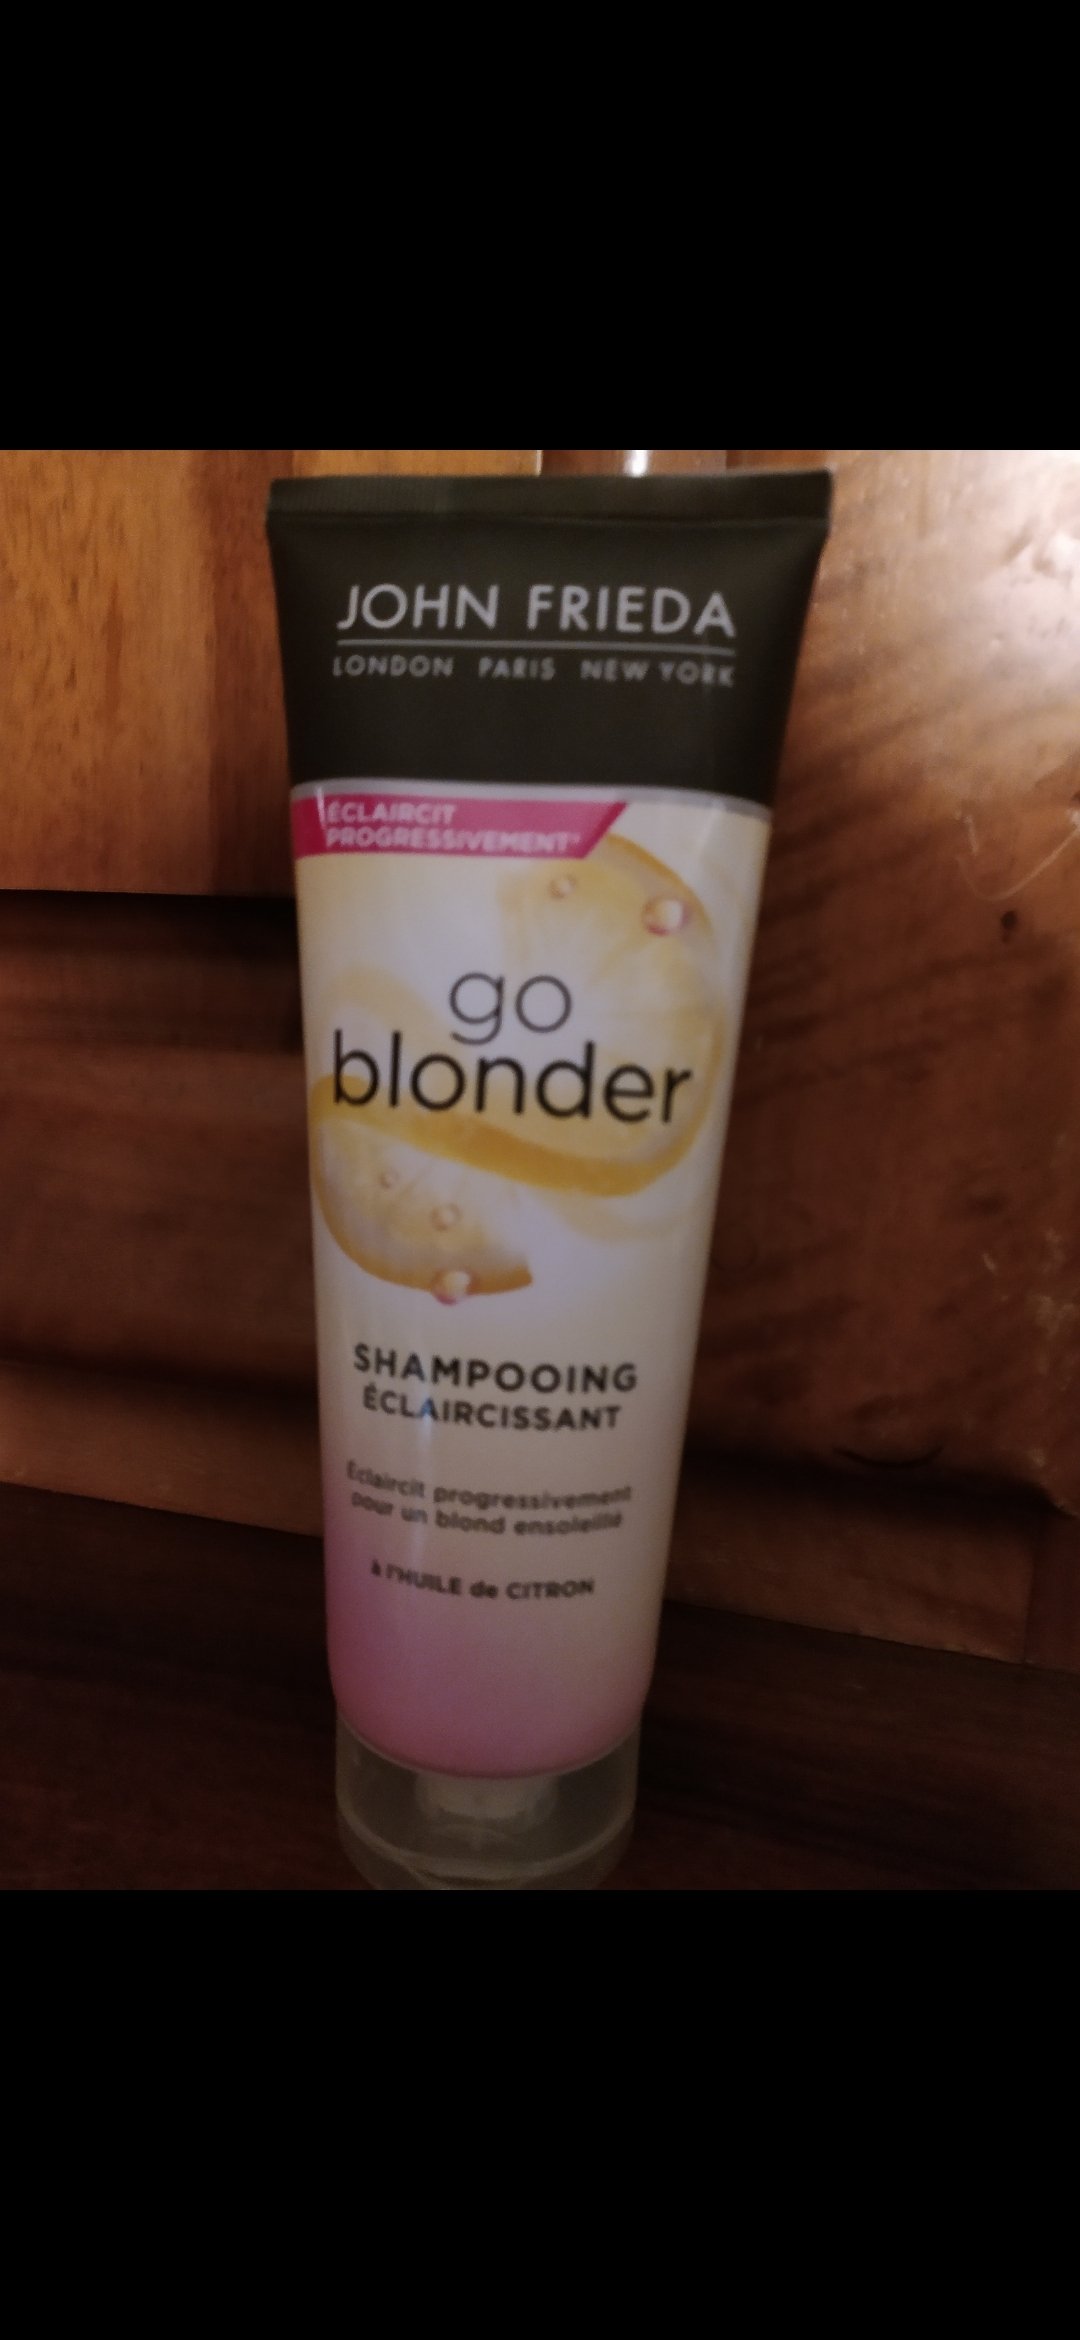 JOHN FRIEDA
LONDON PARIS NEW YORK
ÉCLAIRCIT
PROGRESSIVEMENT*
go
blonder
SHAMPOOING
ÉCLAIRCISSANT
Éclaircit progressivement
pour un blond ensoleillé
à l'HUILE de CITRON